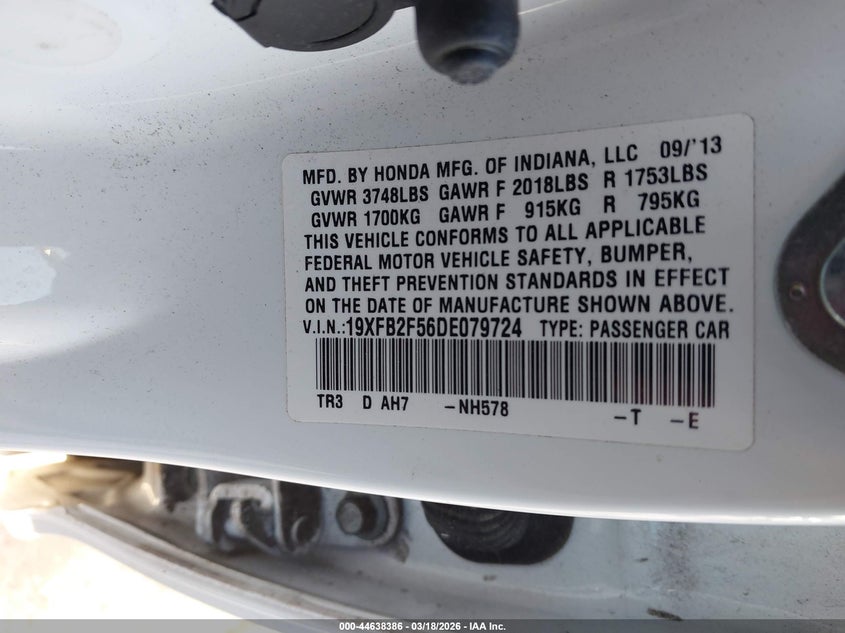 MFD. BY HONDA MFG. OF INDIANA, LLC 09/'13
GVWR 3748LBS GAWR F 2018LBS R 1753LBS
GVWR 1700KG GAWR F 915KG R 795KG
THIS VEHICLE CONFORMS TO ALL APPLICABLE
FEDERAL MOTOR VEHICLE SAFETY, BUMPER,
AND THEFT PREVENTION STANDARDS IN EFFECT
ON THE DATE OF MANUFACTURE SHOWN ABOVE.
V.I.N.:19XFB2F56DE079724 TYPE: PASSENGER CAR
TR3 D AH7 -NH578 -T -E
000-44638386 - 03/18/2026 - IAA Inc.